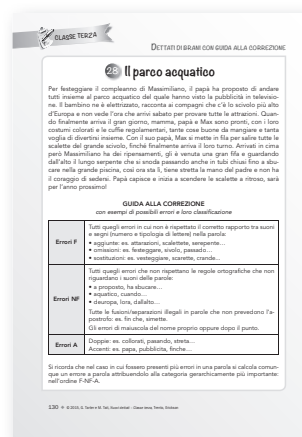 CLASSE TERZA
DETTATI DI BRANI CON GUIDA ALLA CORREZIONE
28 Il parco acquatico
Per festeggiare il compleanno di Massimiliano, il papà ha proposto di andare
tutti insieme al parco acquatico del quale hanno visto la pubblicità in televisio-
ne. Il bambino ne è elettrizzato, racconta ai compagni che c'è lo scivolo più alto
d'Europa e non vede l'ora che arrivi sabato per provare tutte le attrazioni. Quan-
do finalmente arriva il gran giorno, mamma, papà e Max sono pronti, con i loro
costumi colorati e le cuffie regolamentari, tante cose buone da mangiare e tanta
voglia di divertirsi insieme. Con il suo papà, Max si mette in fila per salire tutte le
scalette del grande scivolo, finché finalmente arriva il loro turno. Arrivati in cima
però Massimiliano ha dei ripensamenti, gli è venuta una gran fifa e guardando
dall'alto il lungo serpente che si snoda passando anche in tubi chiusi fino a sbu-
care nella grande piscina, così ora sta lì, tiene stretta la mano del padre e non ha
il coraggio di sedersi. Papà capisce e inizia a scendere le scalette a ritroso, sarà
per l'anno prossimo!
GUIDA ALLA CORREZIONE
con esempi di possibili errori e loro classificazione
Errori F
Tutti quegli errori in cui non è rispettato il corretto rapporto tra suoni
e segni (numero e tipologia di lettere) nella parola:
• aggiunte: es. attarazioni, scalettete, serepente…
• omissioni: es. festeggiare, sivolo, passado…
• sostituzioni: es. vesteggiare, scarette, crande…
Errori NF
Tutti quegli errori che non rispettano le regole ortografiche che non
riguardano i suoni delle parole:
• a proposto, ha sbucare…
• aquatico, cuando…
• deuropa, lora, dallalto…
Tutte le fusioni/separazioni illegali in parole che non prevedono l'a-
postrofo: es. fin che, simette.
Gli errori di maiuscola del nome proprio oppure dopo il punto.
Errori A
Doppie: es. collorati, pasando, streta…
Accenti: es. papa, pubblicita, finche…
Si ricorda che nel caso in cui fossero presenti più errori in una parola si calcola comun-
que un errore a parola attribuendolo alla categoria gerarchicamente più importante:
nell'ordine F-NF-A.
130